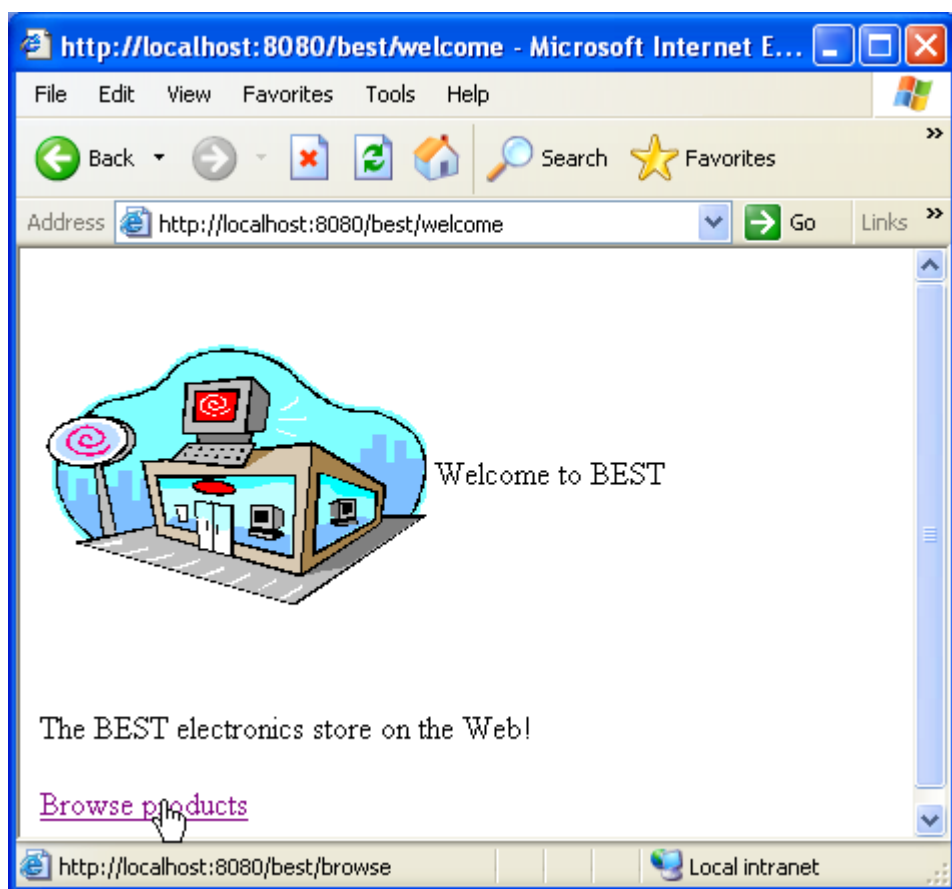 http://localhost:8080/best/welcome - Microsoft Internet E...
File Edit View Favorites Tools Help
Back Search Favorites »
Address http://localhost:8080/best/welcome Go Links »
Welcome to BEST
The BEST electronics store on the Web!
Browse products
http://localhost:8080/best/browse Local intranet